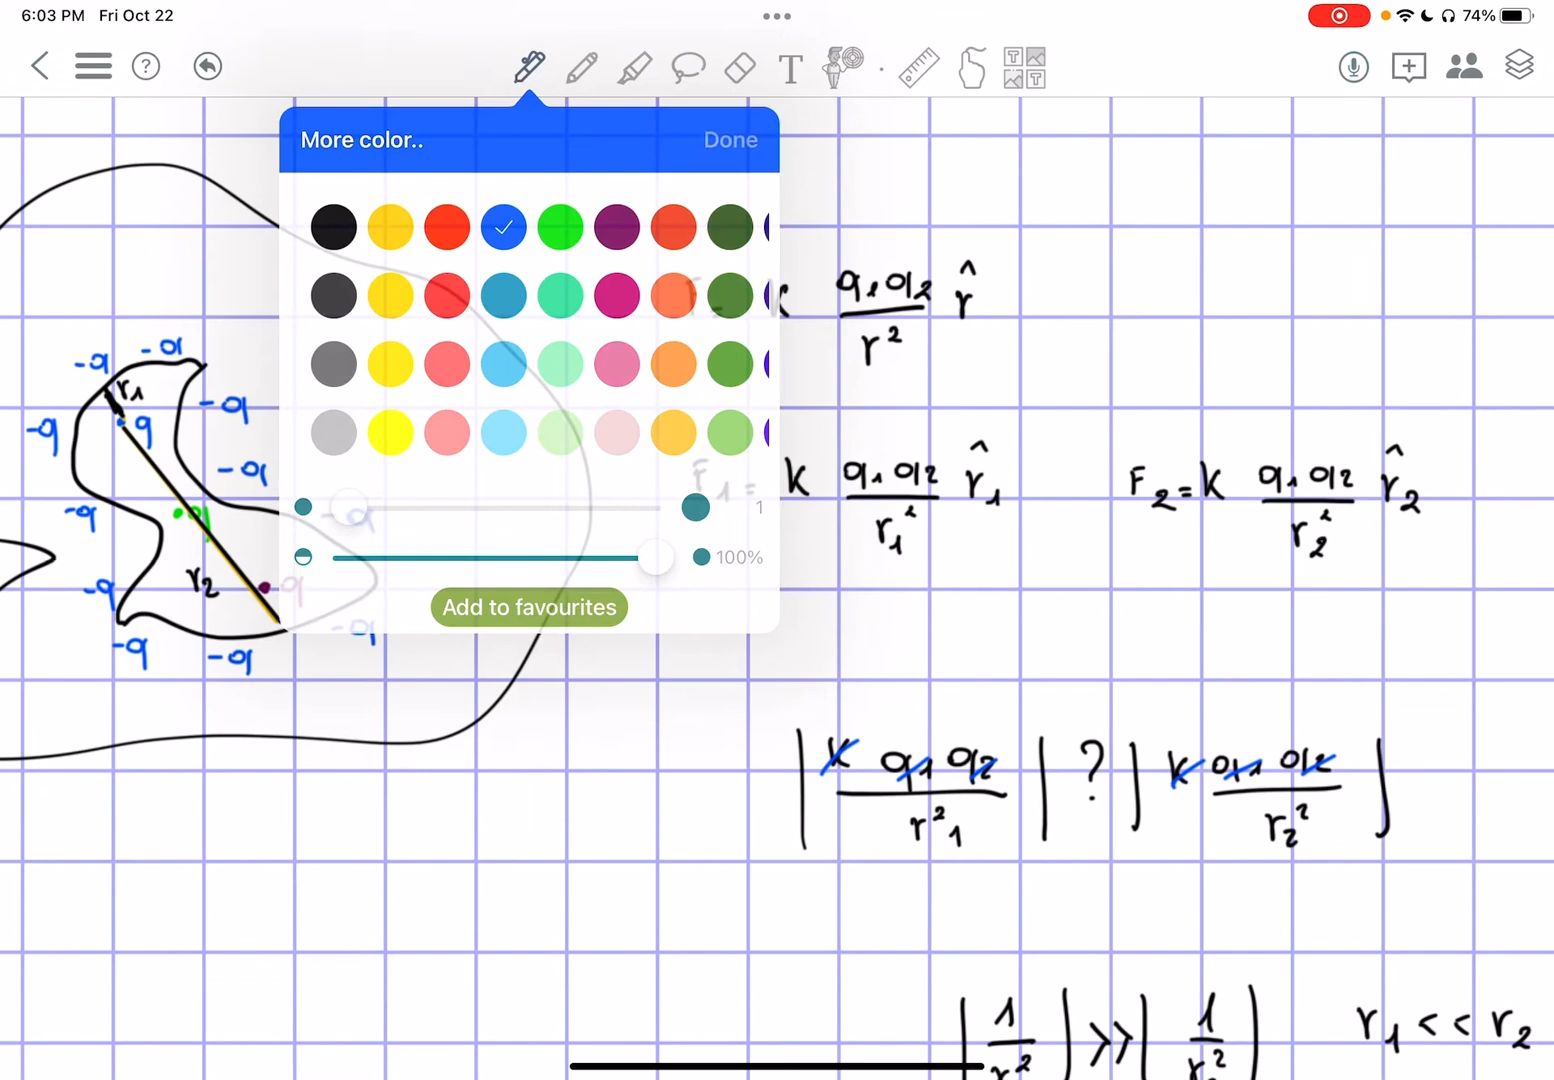 6:03 PM Fri Oct 22
74%
T
More color..
Done
F = k q1 q2 / r² r̂
-q -q
r1
-q
-q q
-q
-q
q
-q
r2
-q -q
-q
-q -q
1
100%
Add to favourites
F1 = k q1 q2 / r1² r̂1
F2 = k q1 q2 / r2² r̂2
| k q1 q2 / r²1 | ? | k q1 q2 / r2² |
| 1 / r² | >> | 1 / r² |
r1 << r2